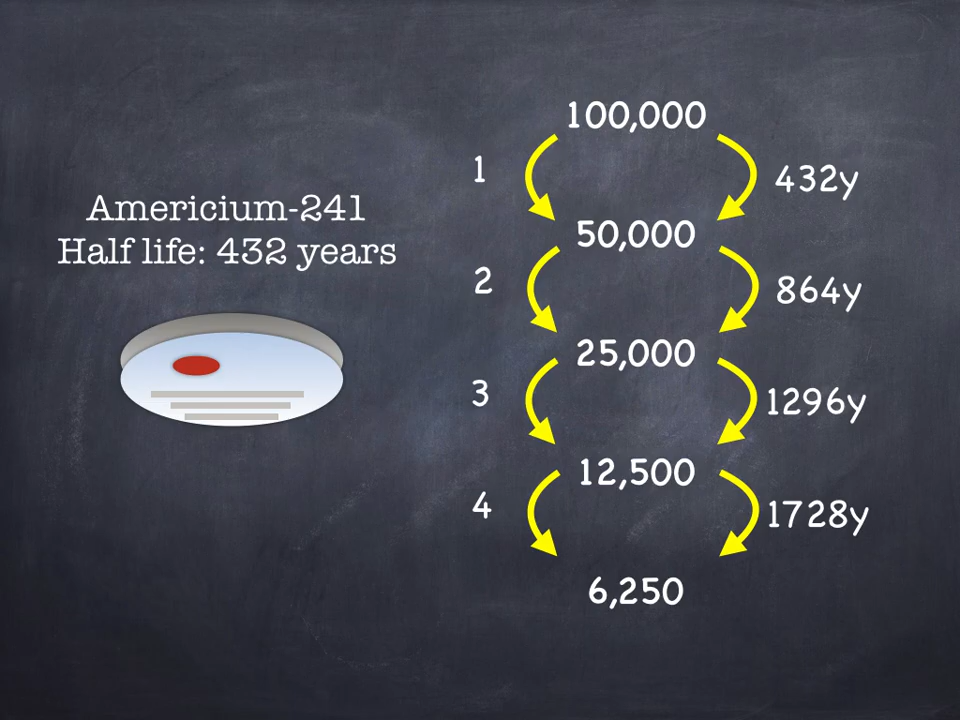 Americium-241
Half life: 432 years
100,000
1
432y
50,000
2
864y
25,000
3
1296y
12,500
4
1728y
6,250